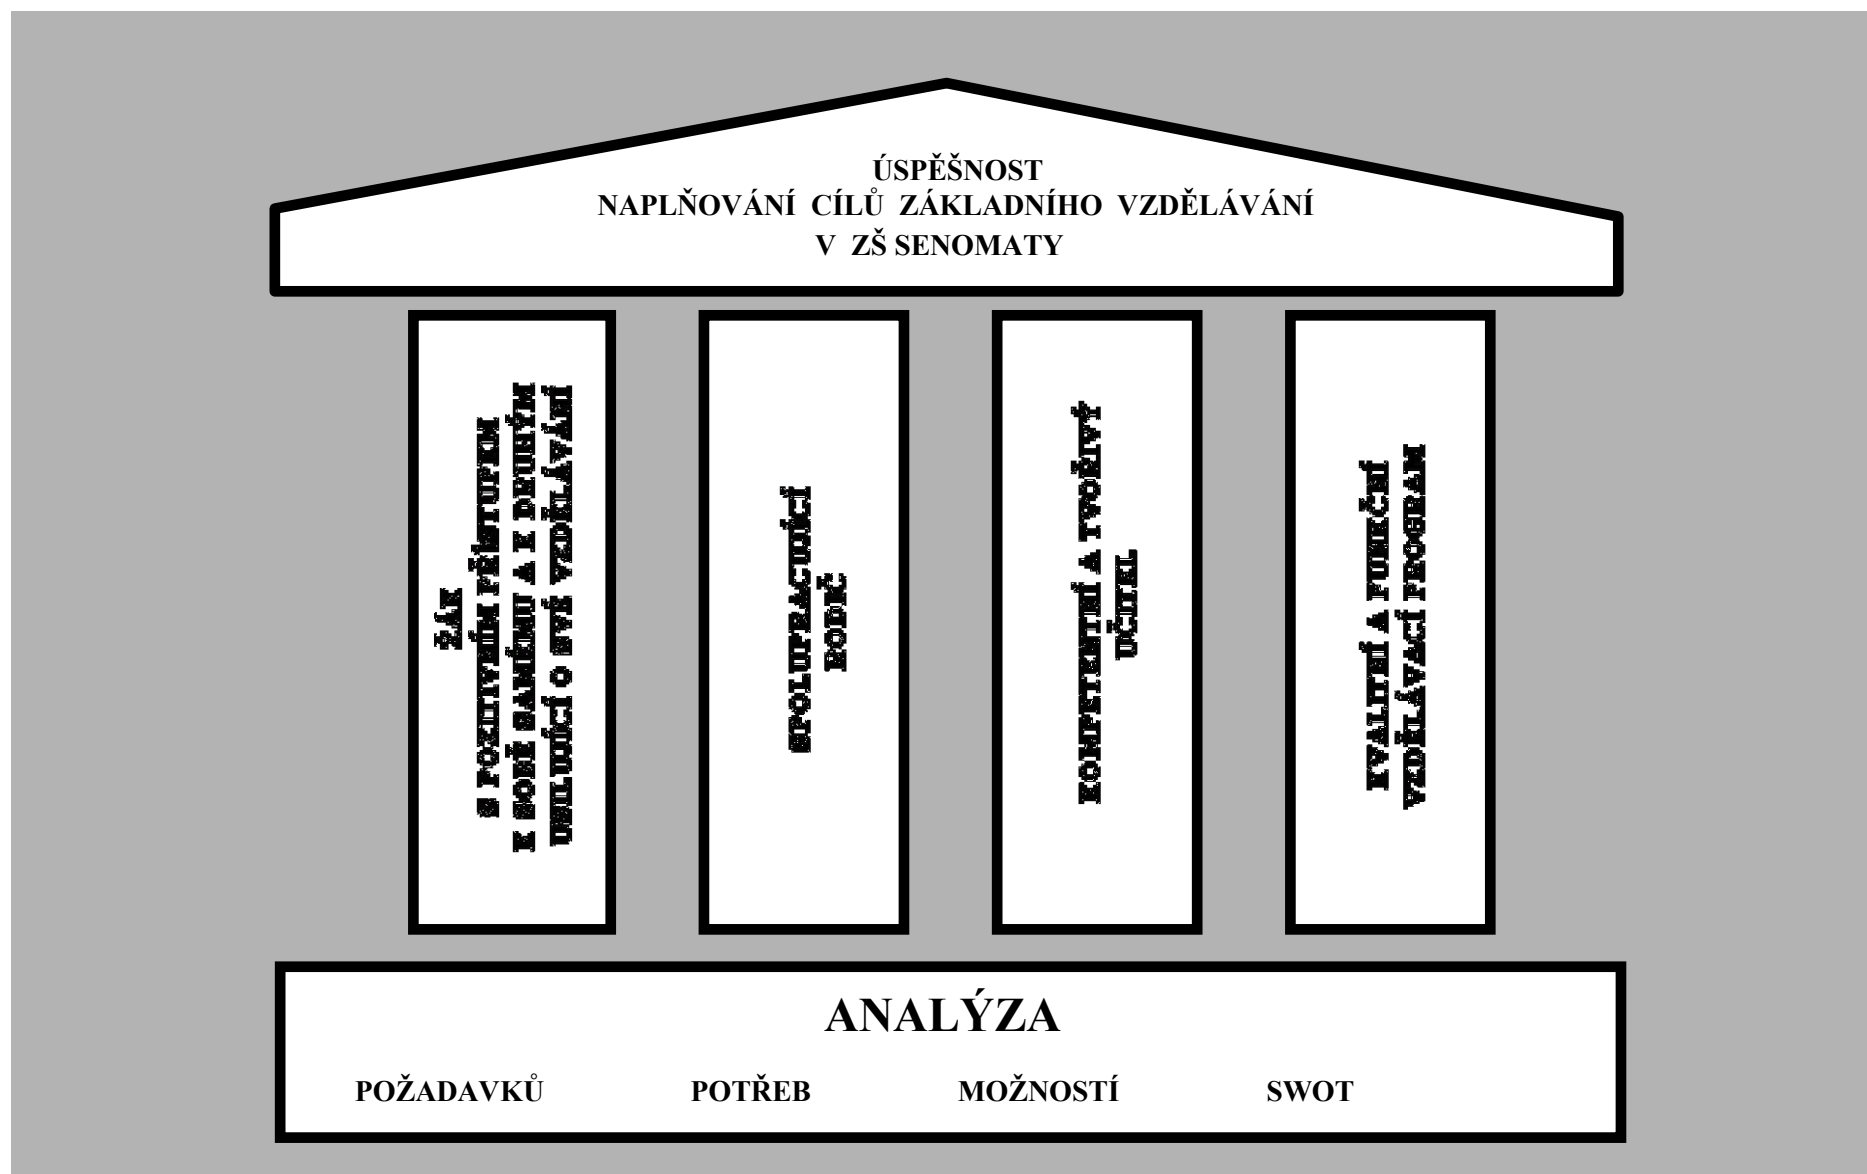 ÚSPĚŠNOST
NAPLŇOVÁNÍ CÍLŮ ZÁKLADNÍHO VZDĚLÁVÁNÍ
V ZŠ SENOMATY
ŽÁK
S POZITIVNÍM PŘÍSTUPEM
K SOBĚ SAMÉMU A K DRUHÝM
USILUJÍCÍ O SVÉ VZDĚLÁVÁNÍ
SPOLUPRACUJÍCÍ
RODIČ
KOMPETENTNÍ A TVOŘIVÝ
UČITEL
KVALITNÍ A FUNKČNÍ
VZDĚLÁVACÍ PROGRAM
ANALÝZA
POŽADAVKŮ POTŘEB MOŽNOSTÍ SWOT